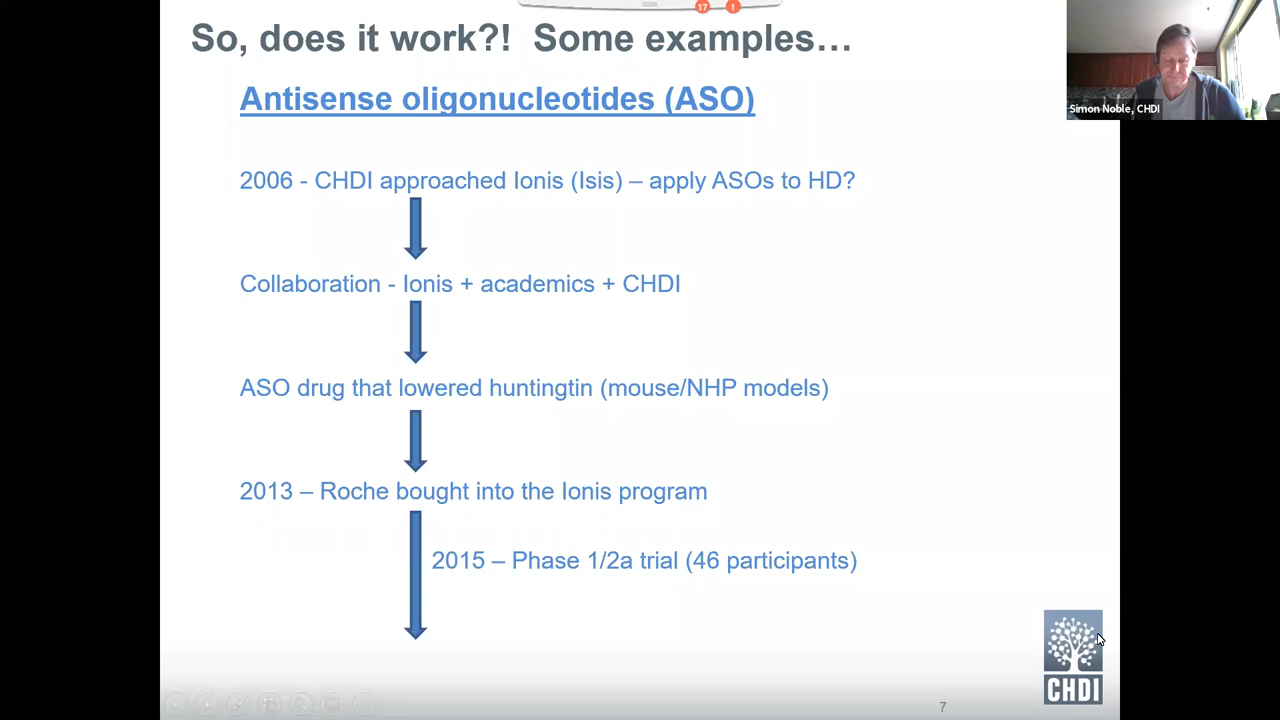 17
1
So, does it work?! Some examples…
Antisense oligonucleotides (ASO)
Simon Noble, CHDI
2006 - CHDI approached Ionis (Isis) – apply ASOs to HD?
Collaboration - Ionis + academics + CHDI
ASO drug that lowered huntingtin (mouse/NHP models)
2013 – Roche bought into the Ionis program
2015 – Phase 1/2a trial (46 participants)
CHDI
7